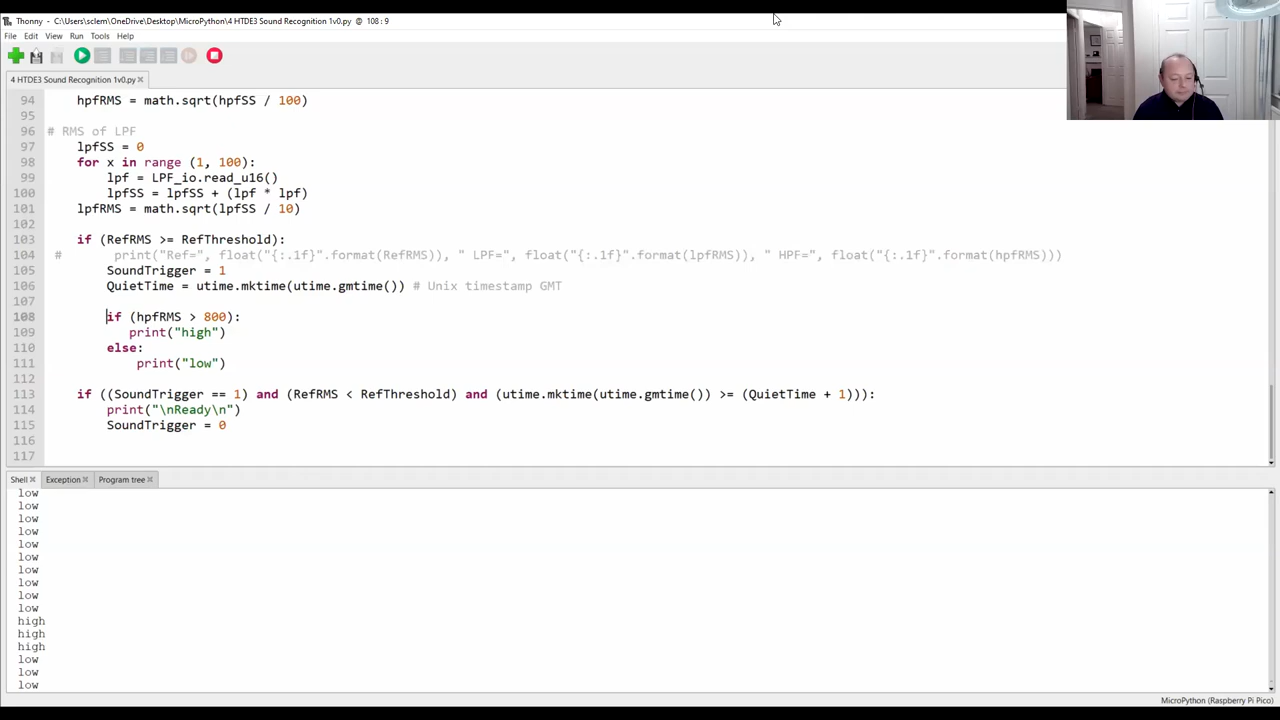 Thonny - C:\Users\sclem\OneDrive\Desktop\MicroPython\4 HTDE3 Sound Recognition 1v0.py @ 108 : 9
File Edit View Run Tools Help
4 HTDE3 Sound Recognition 1v0.py
94 hpfRMS = math.sqrt(hpfSS / 100)
95
96 # RMS of LPF
97 lpfSS = 0
98 for x in range (1, 100):
99 lpf = LPF_io.read_u16()
100 lpfSS = lpfSS + (lpf * lpf)
101 lpfRMS = math.sqrt(lpfSS / 10)
102
103 if (RefRMS >= RefThreshold):
104 # print("Ref=", float("{:.1f}".format(RefRMS)), " LPF=", float("{:.1f}".format(lpfRMS)), " HPF=", float("{:.1f}".format(hpfRMS)))
105 SoundTrigger = 1
106 QuietTime = utime.mktime(utime.gmtime()) # Unix timestamp GMT
107
108 if (hpfRMS > 800):
109 print("high")
110 else:
111 print("low")
112
113 if ((SoundTrigger == 1) and (RefRMS < RefThreshold) and (utime.mktime(utime.gmtime()) >= (QuietTime + 1))):
114 print("\nReady\n")
115 SoundTrigger = 0
116
117
Shell Exception Program tree
low
low
low
low
low
low
low
low
low
low
high
high
high
low
low
low
MicroPython (Raspberry Pi Pico)